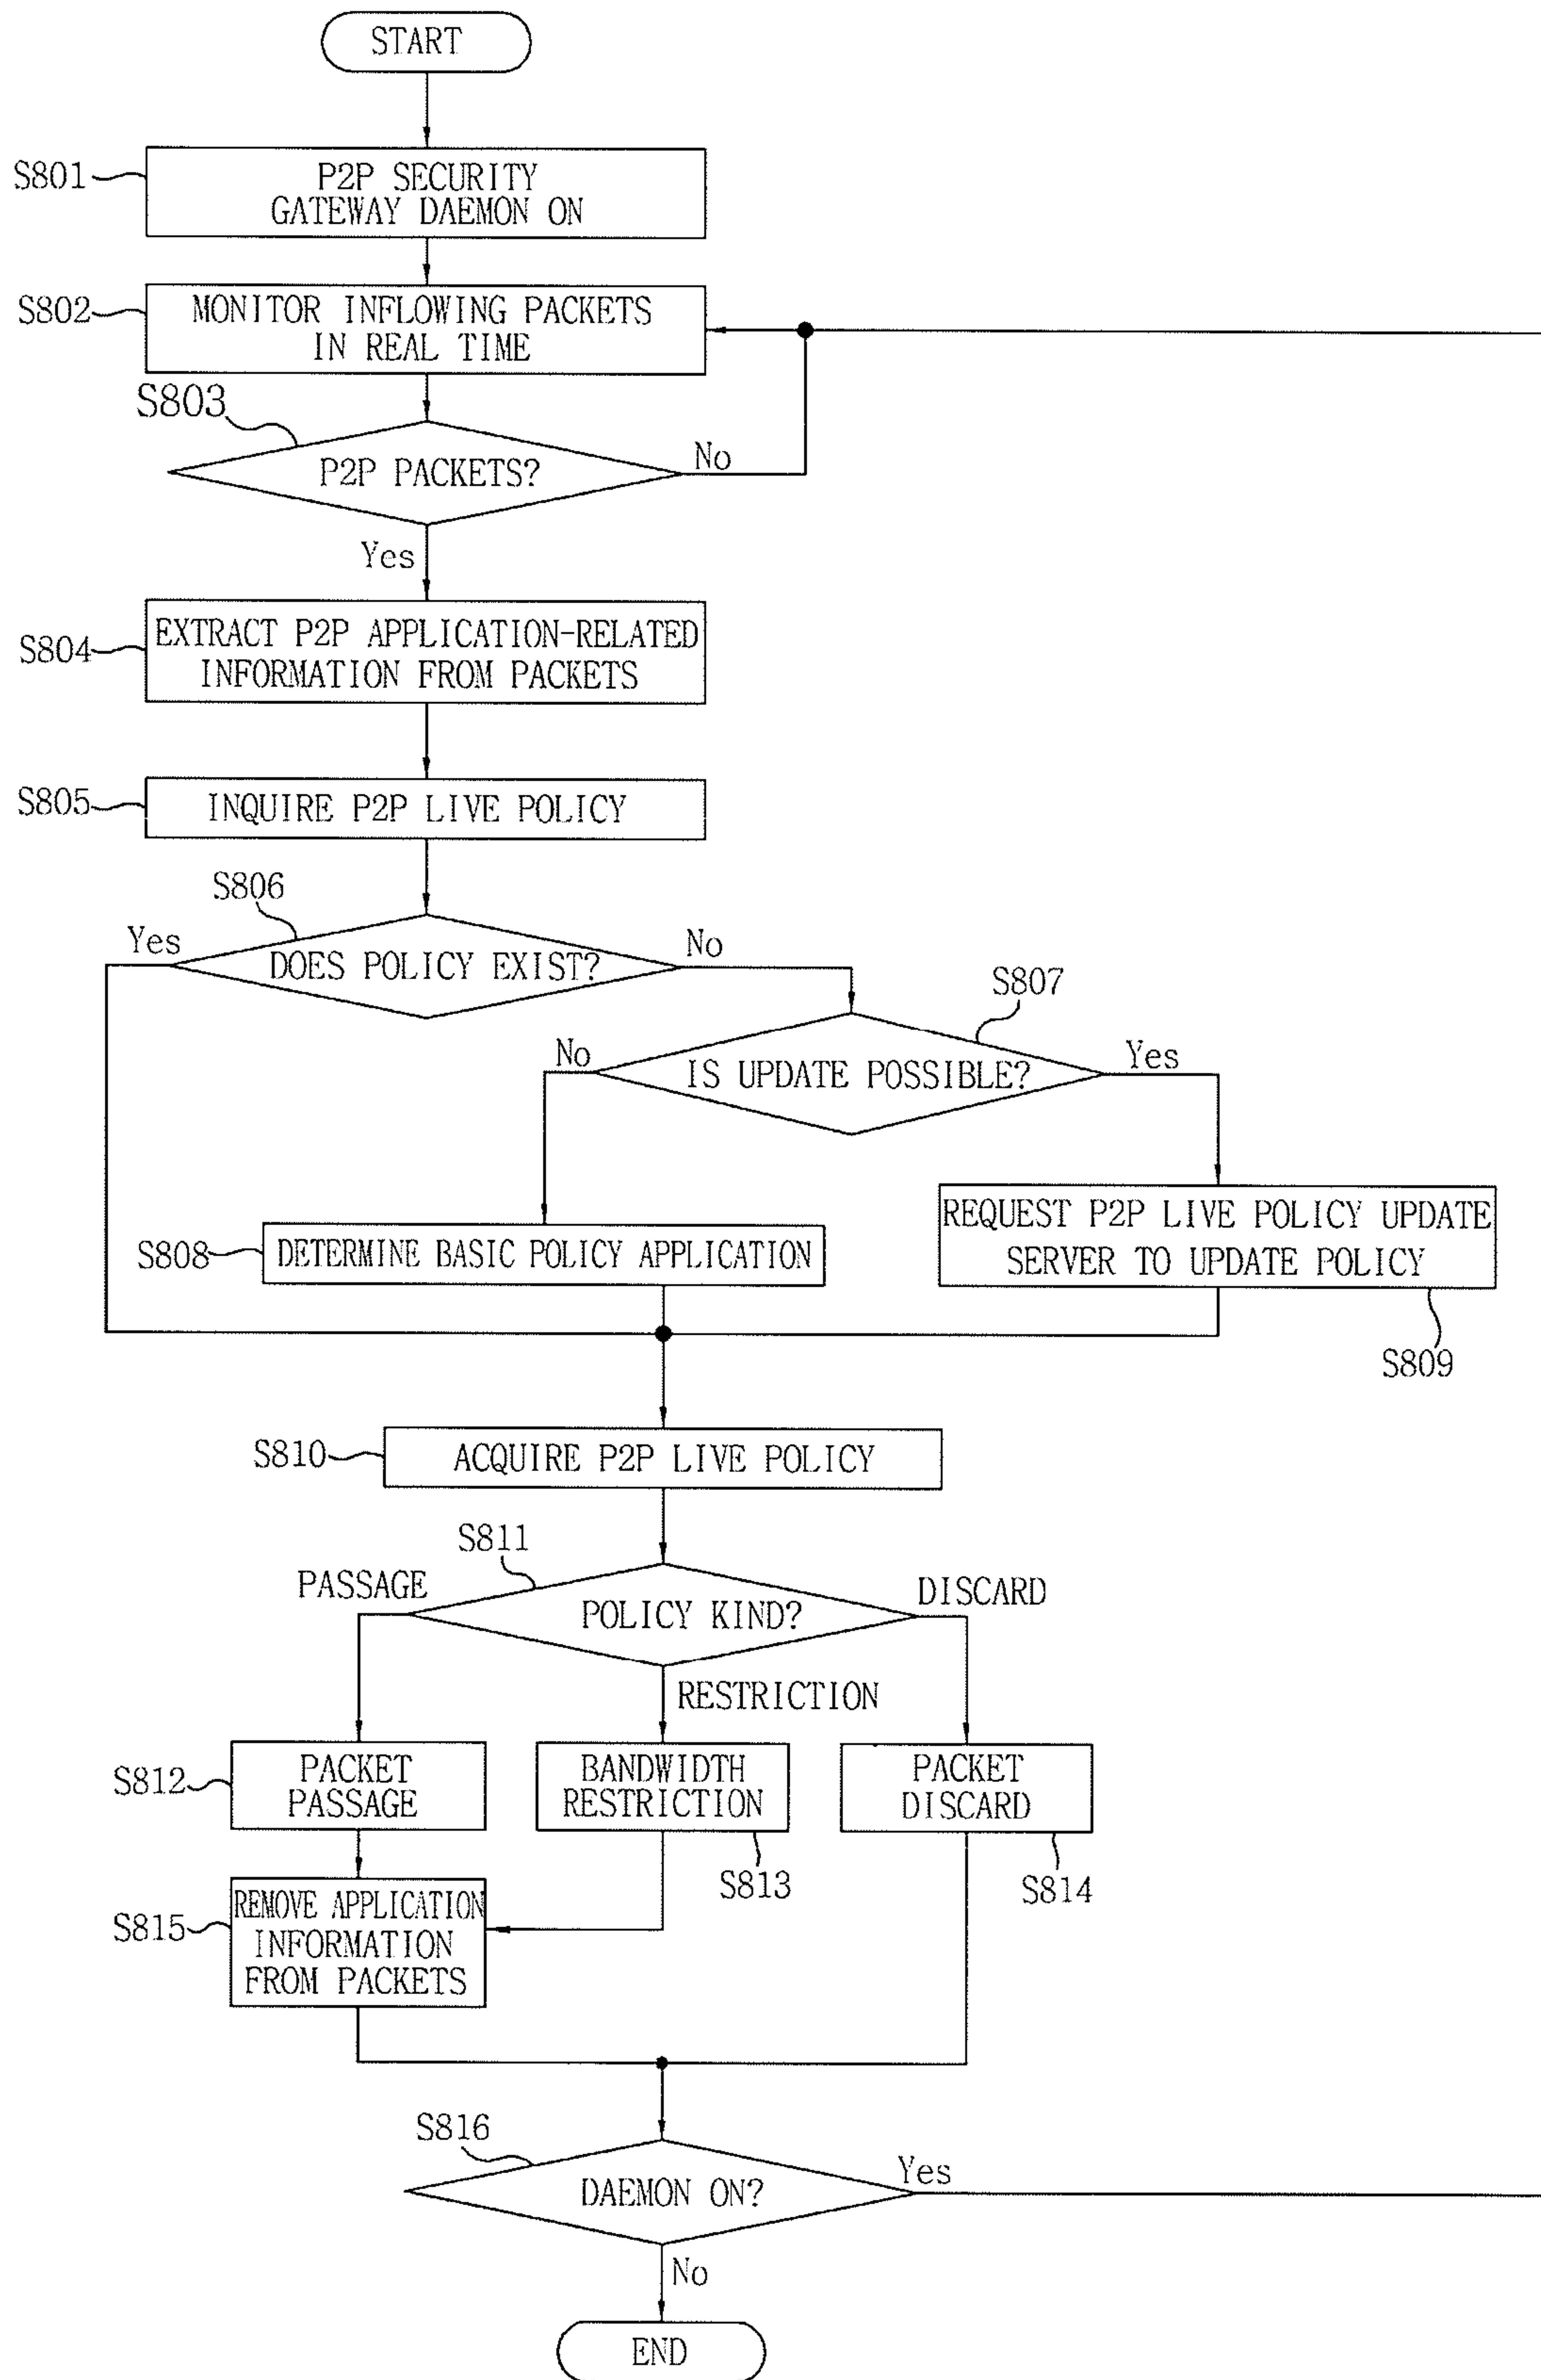 START
S801
P2P SECURITY
GATEWAY DAEMON ON
S802
MONITOR INFLOWING PACKETS
IN REAL TIME
S803
P2P PACKETS?
No
Yes
S804
EXTRACT P2P APPLICATION-RELATED
INFORMATION FROM PACKETS
S805
INQUIRE P2P LIVE POLICY
S806
Yes
DOES POLICY EXIST?
No
S807
No
IS UPDATE POSSIBLE?
Yes
S808
DETERMINE BASIC POLICY APPLICATION
REQUEST P2P LIVE POLICY UPDATE
SERVER TO UPDATE POLICY
S809
S810
ACQUIRE P2P LIVE POLICY
S811
PASSAGE
POLICY KIND?
DISCARD
RESTRICTION
S812
PACKET
PASSAGE
BANDWIDTH
RESTRICTION
S813
PACKET
DISCARD
S814
S815
REMOVE APPLICATION
INFORMATION
FROM PACKETS
S816
DAEMON ON?
Yes
No
END